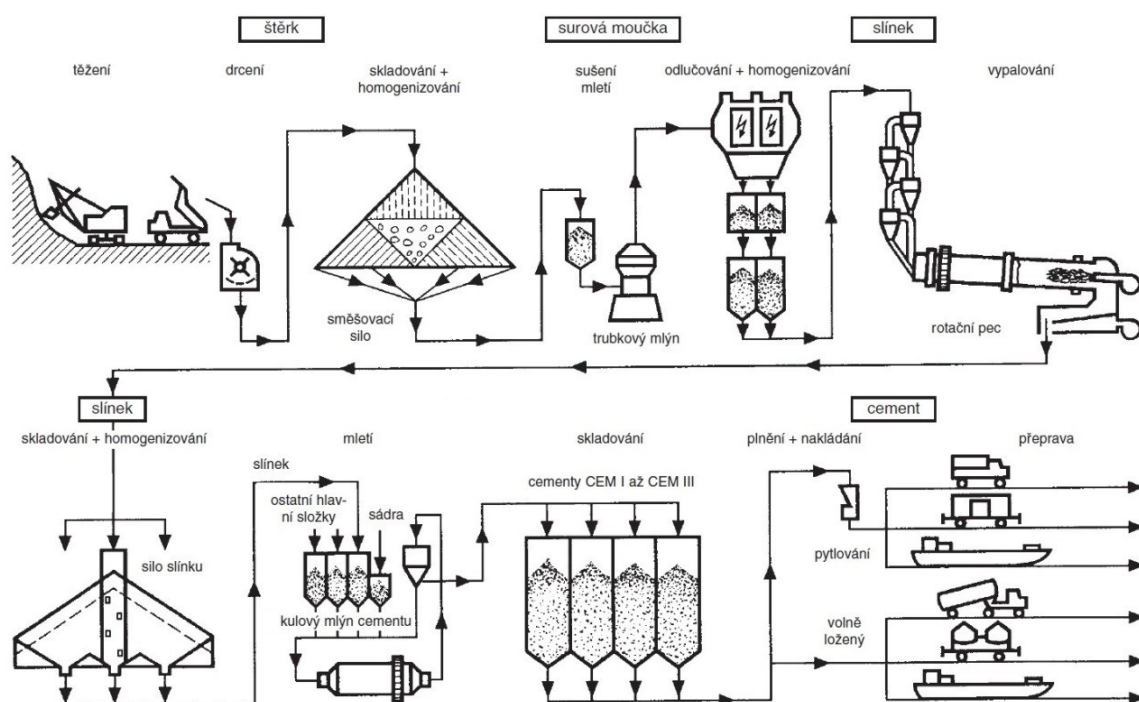 štěrk
surová moučka
slínek
těžení
drcení
skladování +
homogenizování
sušení
mletí
odlučování + homogenizování
vypalování
směšovací
silo
trubkový mlýn
rotační pec
slínek
cement
skladování + homogenizování
mletí
skladování
plnění + nakládání
přeprava
slínek
ostatní hlav-
ní složky
sádra
cementy CEM I až CEM III
silo slínku
kulový mlýn cementu
pytlování
volně
ložený